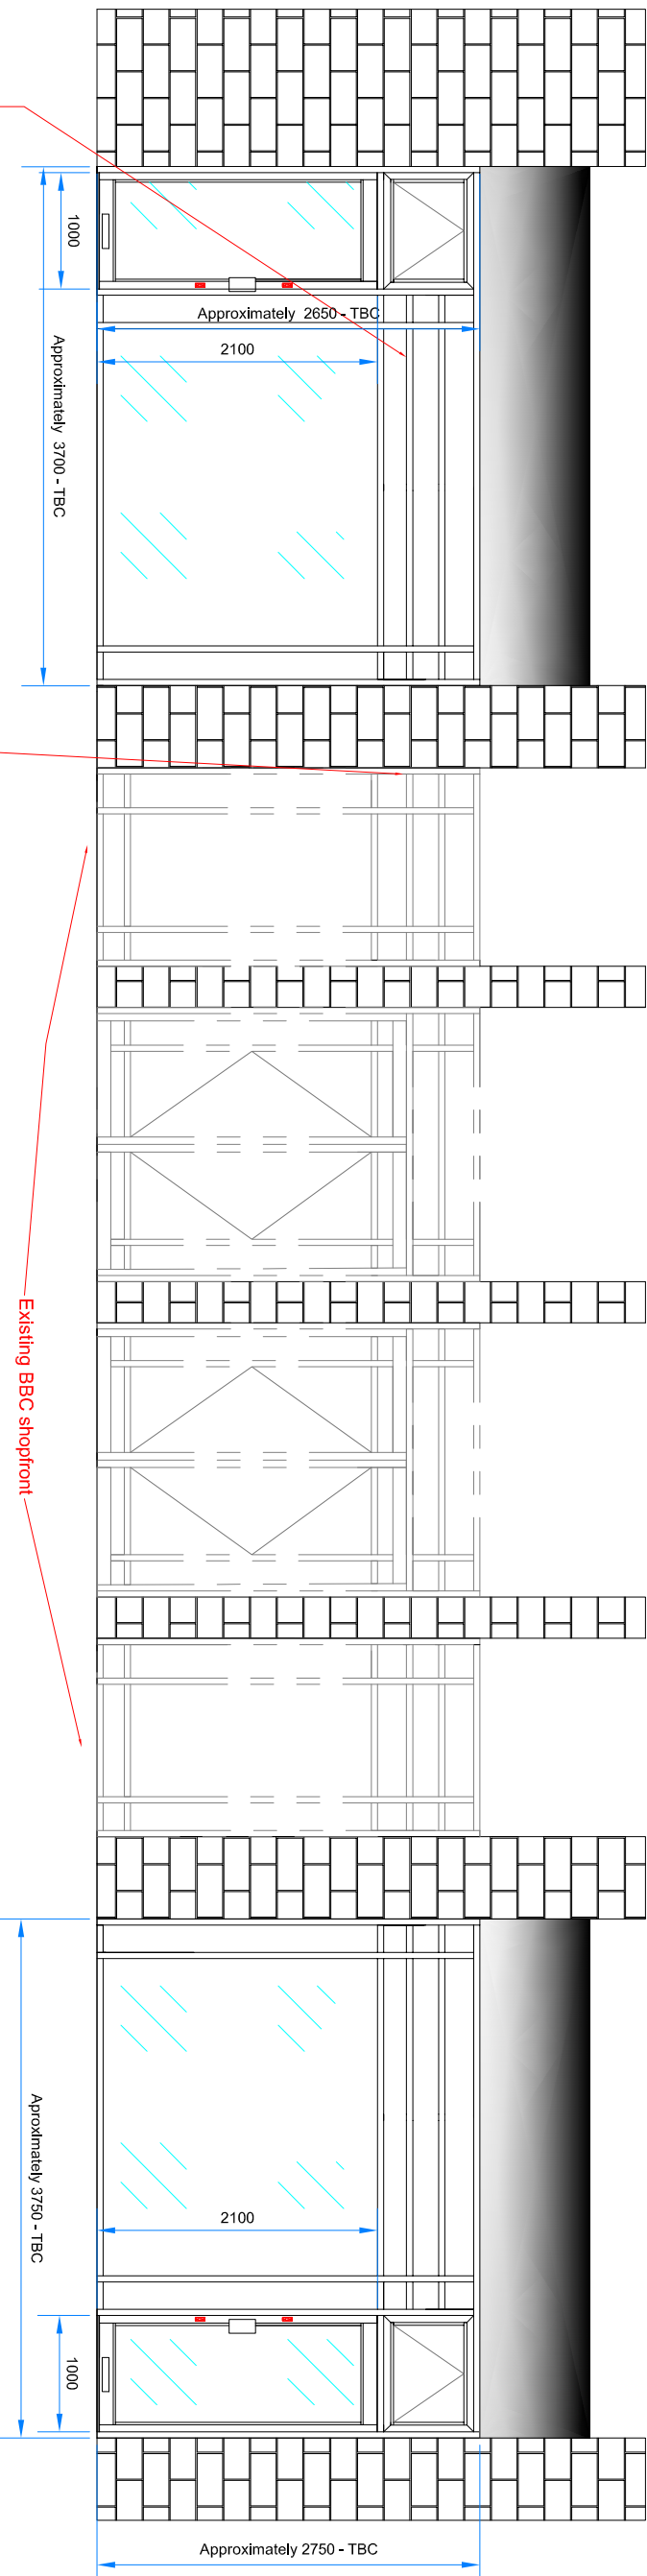 1000
Approximately 3700 - TBC
Approximately 2650 - TBC
2100
Existing BBC shopfront
Aproximately 3750 - TBC
2100
1000
Approximately 2750 - TBC